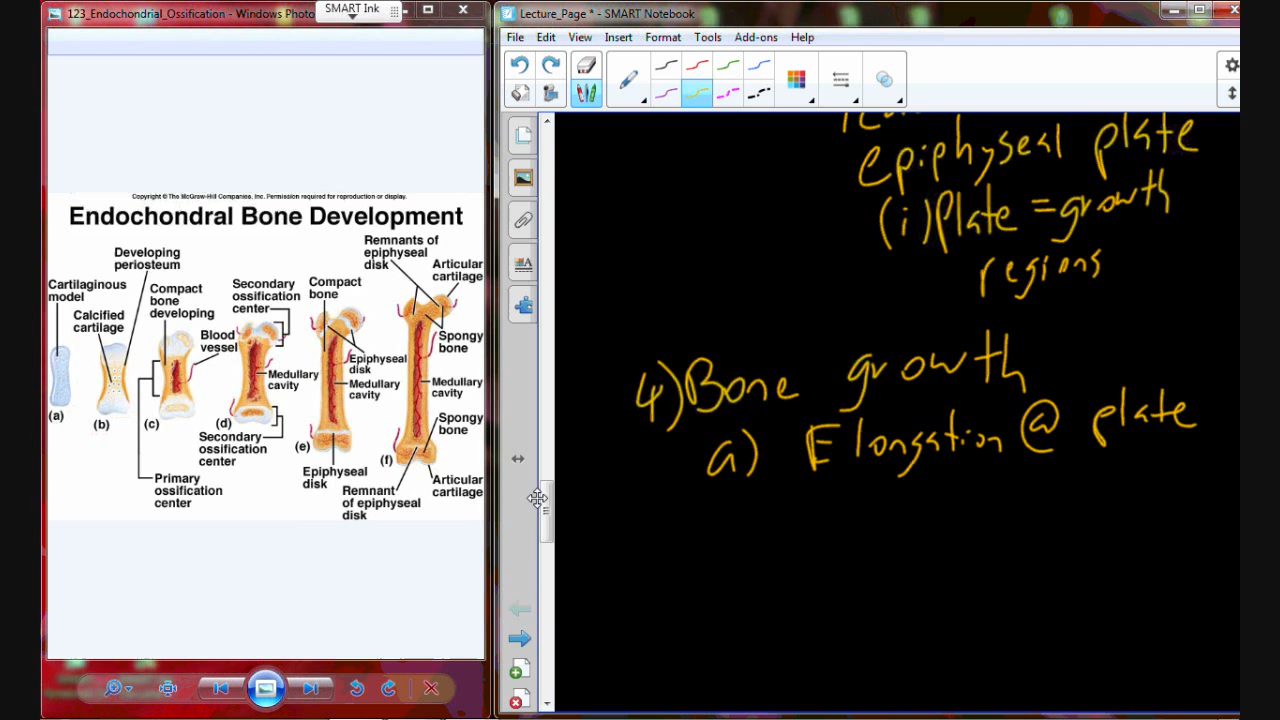 123_Endochondral_Ossification - Windows Photo
SMART Ink
Lecture_Page * - SMART Notebook
File Edit View Insert Format Tools Add-ons Help
Copyright © The McGraw-Hill Companies, Inc. Permission required for reproduction or display.
Endochondral Bone Development
Cartilaginous
model
Calcified
cartilage
Developing
periosteum
Compact
bone
developing
Blood
vessel
Secondary
ossification
center
Compact
bone
Remnants of
epiphyseal
disk
Articular
cartilage
Spongy
bone
Epiphyseal
disk
Medullary
cavity
Medullary
cavity
Medullary
cavity
Spongy
bone
(a)
(b)
(c)
(d)
(e)
(f)
Secondary
ossification
center
Primary
ossification
center
Epiphyseal
disk
Remnant
of epiphyseal
disk
Articular
cartilage
epiphyseal plate
(i) Plate = growth
regions
4) Bone growth
a) Elongation @ plate